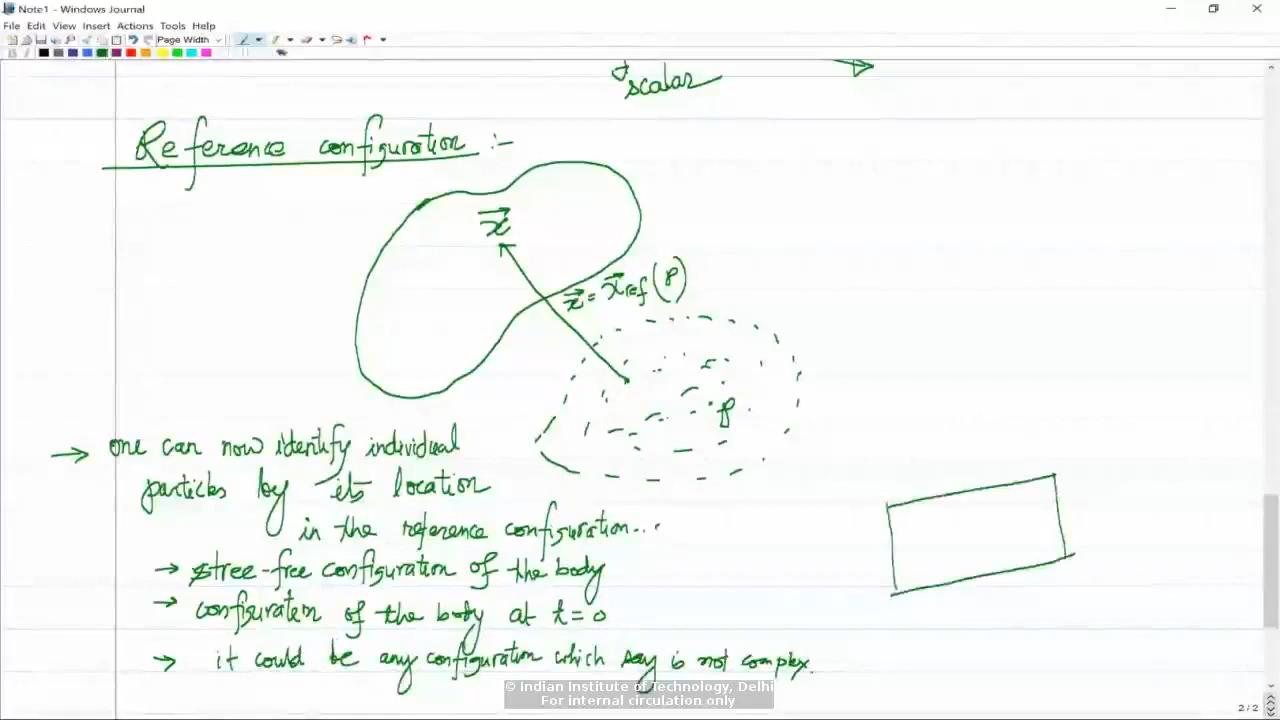 Note1 - Windows Journal
File Edit View Insert Actions Tools Help
Page Width
scalar
Reference configuration :-
x
x = x ref (p)
p
→ one can now identify individual
particles by its location
in the reference configuration...
→ stree-free configuration of the body
→ configuration of the body at t=0
→ it could be any configuration which say is not complex.
© Indian Institute of Technology, Delhi
For internal circulation only
2 / 2